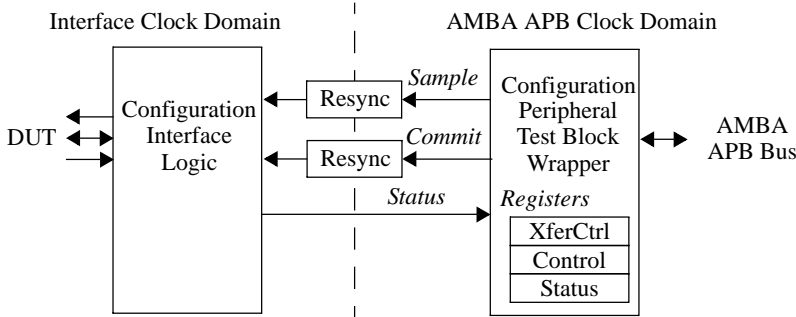 Interface Clock Domain
AMBA APB Clock Domain
DUT
Configuration
Interface
Logic
Resync
Sample
Resync
Commit
Status
Configuration
Peripheral
Test Block
Wrapper
Registers
XferCtrl
Control
Status
AMBA
APB Bus